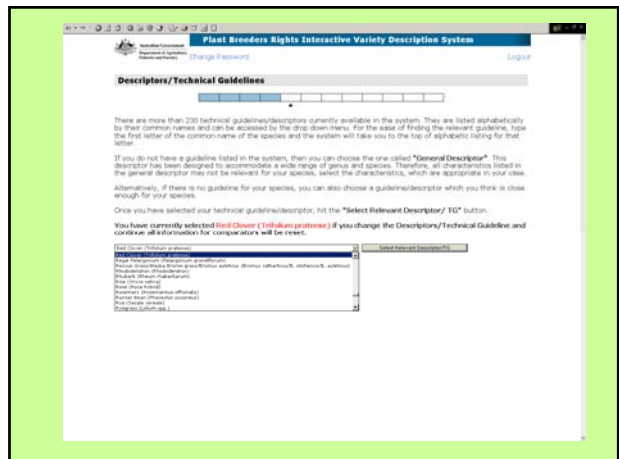 Plant Breeders Rights Interactive Variety Description System
Australian Government
Department of Agriculture,
Fisheries and Forestry
Change Password
Logout
Descriptors/Technical Guidelines
There are more than 230 technical guidelines/descriptors currently available in the system. They are listed alphabetically
by their common names and can be accessed by the drop down menu. For the ease of finding the relevant guideline, type
the first letter of the common name of the species and the system will take you to the top of alphabetic listing for that
letter.
If you do not have a guideline listed in the system, then you can choose the one called "General Descriptor". This
descriptor has been designed to accommodate a wide range of genus and species. Therefore, all characteristics listed in
the general descriptor may not be relevant for your species, select the characteristics, which are appropriate in your case.
Alternatively, if there is no guideline for your species, you can also choose a guideline/descriptor which you think is close
enough for your species.
Once you have selected your technical guideline/descriptor, hit the "Select Relevant Descriptor/ TG" button.
You have currently selected Red Clover (Trifolium pratense) if you change the Descriptors/Technical Guideline and
continue all information for comparators will be reset.
Red Clover (Trifolium pratense)
Select Relevant Descriptor/TG
Red Clover (Trifolium pratense)
Regal Pelargonium (Pelargonium grandiflorum)
Rescue Grass/Alaska Brome-grass/Bromus auleticus (Bromus catharticus/B. sitchensis/B. auleticus)
Rhododendron (Rhododendron)
Rhubarb (Rheum rhabarbarum)
Rice (Oryza sativa)
Rose (Rosa hybrid)
Rosemary (Rosmarinus officinalis)
Runner Bean (Phaseolus coccineus)
Rye (Secale cereale)
Ryegrass (Lolium spp.)